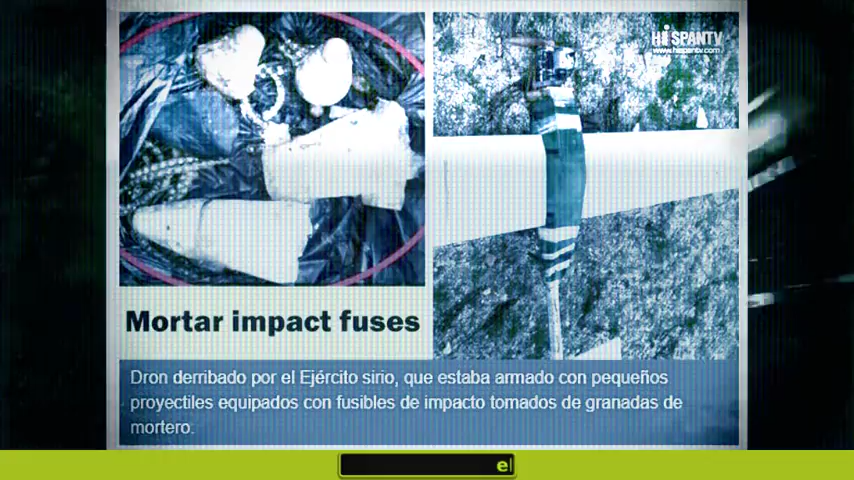 HiSPANTV
www.hispantv.com
Mortar impact fuses
Dron derribado por el Ejército sirio, que estaba armado con pequeños
proyectiles equipados con fusibles de impacto tomados de granadas de
mortero.
e